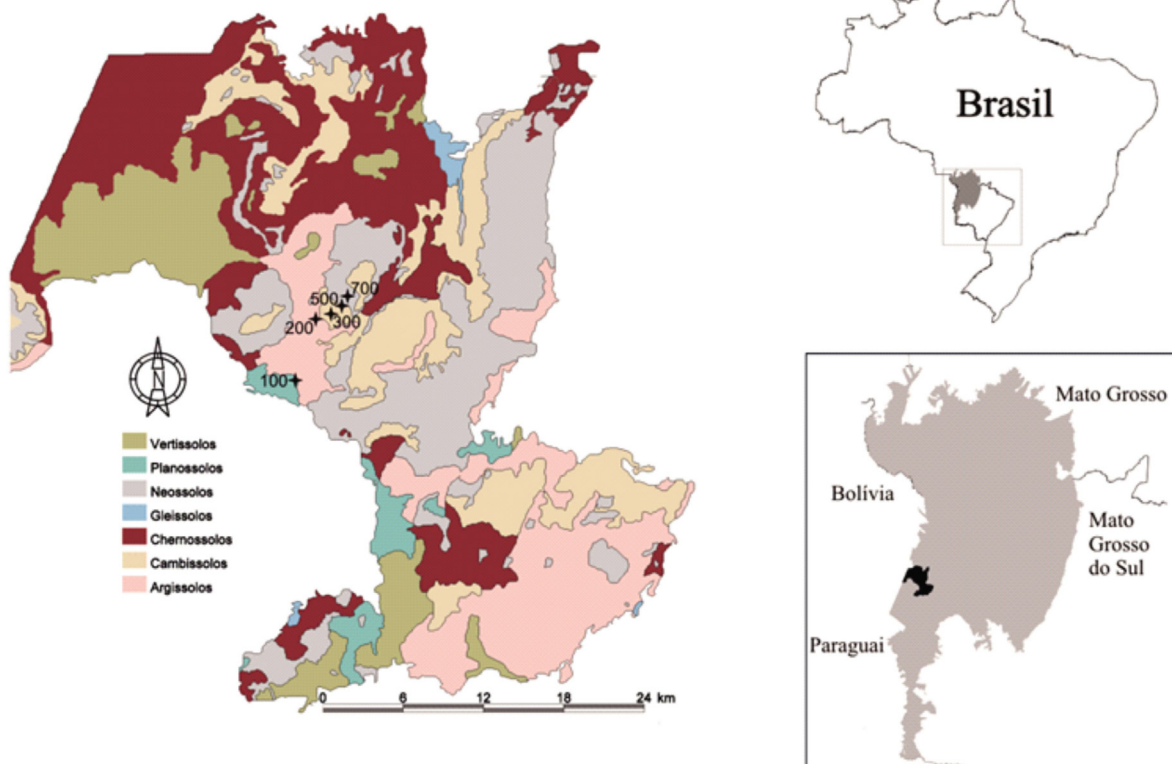 700
500
200
300
100
N
Vertissolos
Planossolos
Neossolos
Gleissolos
Chernossolos
Cambissolos
Argissolos
0 6 12 18 24 km
Brasil
Mato Grosso
Bolívia
Mato
Grosso
do Sul
Paraguai